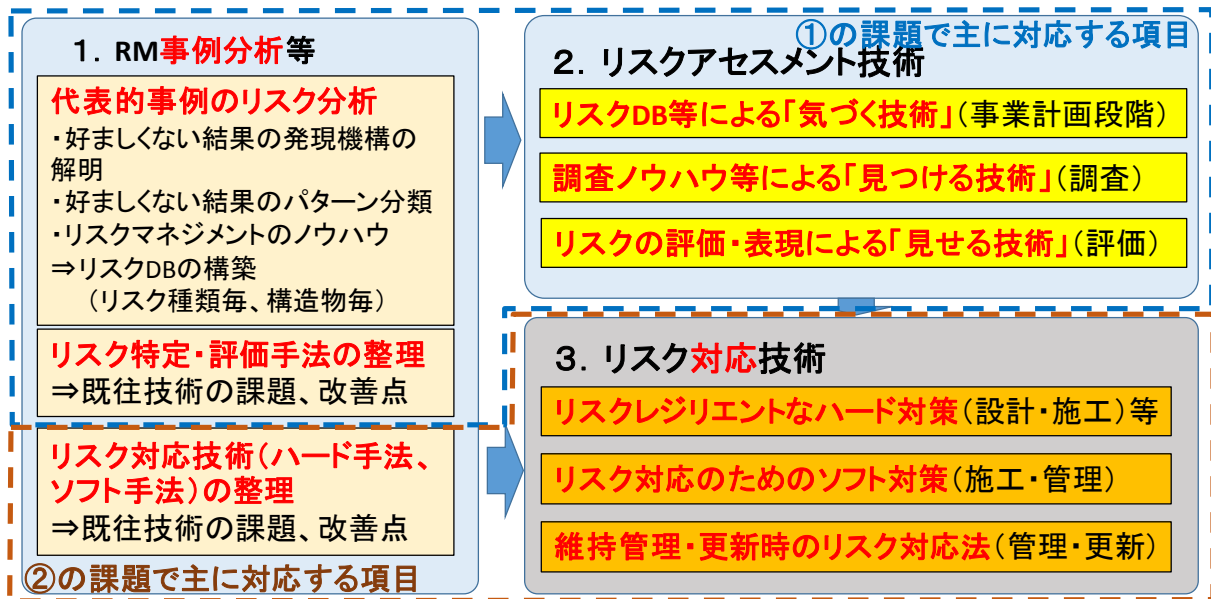 １．RM事例分析等
代表的事例のリスク分析
・好ましくない結果の発現機構の
解明
・好ましくない結果のパターン分類
・リスクマネジメントのノウハウ
⇒リスクDBの構築
（リスク種類毎、構造物毎）
リスク特定・評価手法の整理
⇒既往技術の課題、改善点
リスク対応技術（ハード手法、
ソフト手法）の整理
⇒既往技術の課題、改善点
②の課題で主に対応する項目
①の課題で主に対応する項目
２．リスクアセスメント技術
リスクDB等による「気づく技術」（事業計画段階）
調査ノウハウ等による「見つける技術」（調査）
リスクの評価・表現による「見せる技術」（評価）
３．リスク対応技術
リスクレジリエントなハード対策（設計・施工）等
リスク対応のためのソフト対策（施工・管理）
維持管理・更新時のリスク対応法（管理・更新）